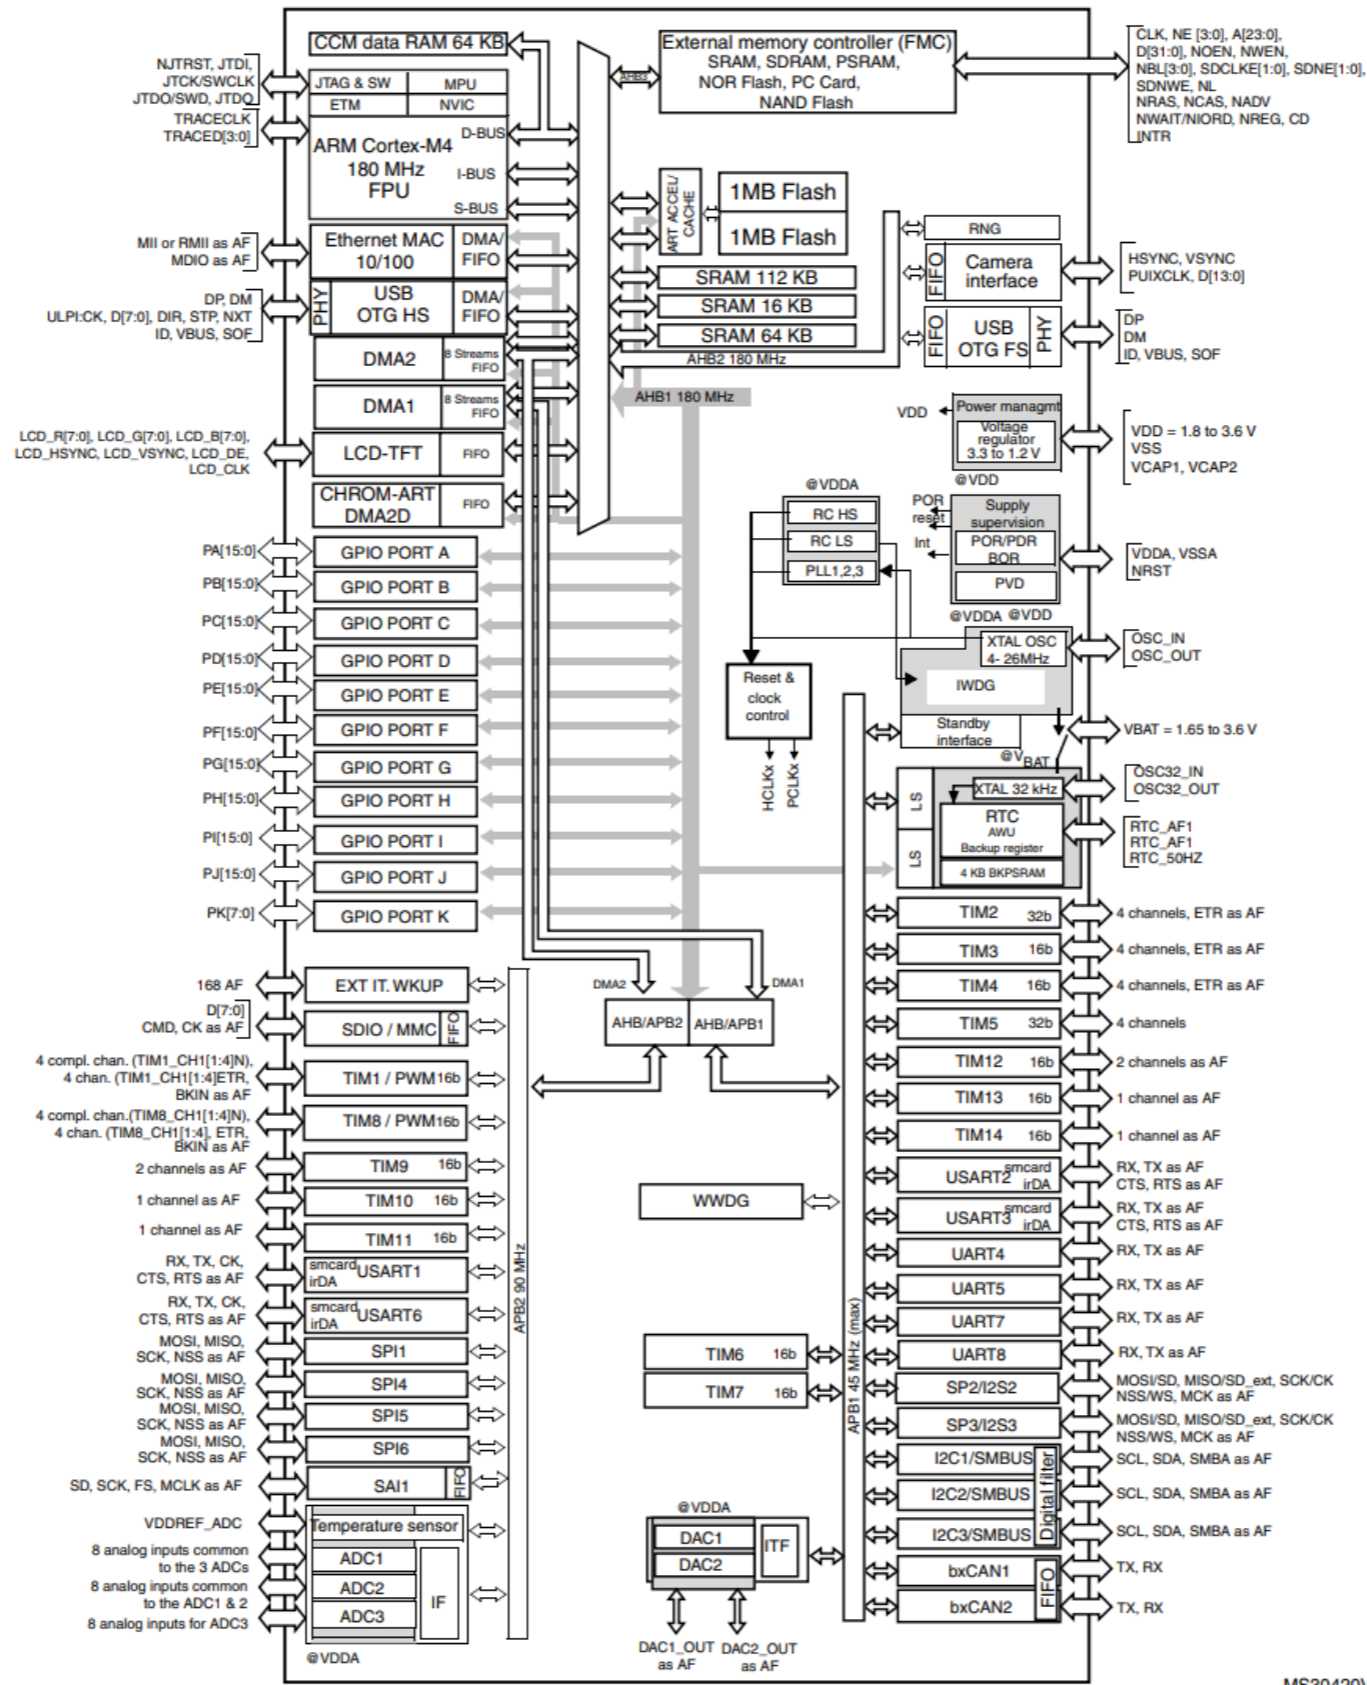 CCM data RAM 64 KB
External memory controller (FMC)
SRAM, SDRAM, PSRAM,
NOR Flash, PC Card,
NAND Flash
AHB3
CLK, NE [3:0], A[23:0],
D[31:0], NOEN, NWEN,
NBL[3:0], SDCLKE[1:0], SDNE[1:0],
SDNWE, NL
NRAS, NCAS, NADV
NWAIT/NIORD, NREG, CD
INTR
NJTRST, JTDI,
JTCK/SWCLK
JTDO/SWD, JTDO
TRACECLK
TRACED[3:0]
JTAG & SW
MPU
ETM
NVIC
ARM Cortex-M4
180 MHz
FPU
D-BUS
I-BUS
S-BUS
ART ACCEL/
CACHE
1MB Flash
1MB Flash
MII or RMII as AF
MDIO as AF
Ethernet MAC
10/100
DMA/
FIFO
DP, DM
ULPI:CK, D[7:0], DIR, STP, NXT
ID, VBUS, SOF
PHY
USB
OTG HS
DMA/
FIFO
SRAM 112 KB
SRAM 16 KB
SRAM 64 KB
AHB2 180 MHz
RNG
FIFO
Camera
interface
HSYNC, VSYNC
PUIXCLK, D[13:0]
FIFO
USB
OTG FS
PHY
DP
DM
ID, VBUS, SOF
DMA2
8 Streams
FIFO
DMA1
8 Streams
FIFO
AHB1 180 MHz
LCD_R[7:0], LCD_G[7:0], LCD_B[7:0],
LCD_HSYNC, LCD_VSYNC, LCD_DE,
LCD_CLK
LCD-TFT
FIFO
CHROM-ART
DMA2D
FIFO
VDD
Power managmt
Voltage
regulator
3.3 to 1.2 V
@VDD
VDD = 1.8 to 3.6 V
VSS
VCAP1, VCAP2
@VDDA
RC HS
RC LS
PLL1,2,3
POR
reset
Int
Supply
supervision
POR/PDR
BOR
PVD
VDDA, VSSA
NRST
@VDDA @VDD
XTAL OSC
4- 26MHz
OSC_IN
OSC_OUT
IWDG
Reset &
clock
control
HCLKx
PCLKx
Standby
interface
VBAT = 1.65 to 3.6 V
@VBAT
LS
LS
XTAL 32 kHz
OSC32_IN
OSC32_OUT
RTC
AWU
Backup register
4 KB BKPSRAM
RTC_AF1
RTC_AF1
RTC_50HZ
PA[15:0]
GPIO PORT A
PB[15:0]
GPIO PORT B
PC[15:0]
GPIO PORT C
PD[15:0]
GPIO PORT D
PE[15:0]
GPIO PORT E
PF[15:0]
GPIO PORT F
PG[15:0]
GPIO PORT G
PH[15:0]
GPIO PORT H
PI[15:0]
GPIO PORT I
PJ[15:0]
GPIO PORT J
PK[7:0]
GPIO PORT K
DMA2
DMA1
AHB/APB2
AHB/APB1
168 AF
EXT IT. WKUP
D[7:0]
CMD, CK as AF
SDIO / MMC
FIFO
4 compl. chan. (TIM1_CH1[1:4]N),
4 chan. (TIM1_CH1[1:4]ETR,
BKIN as AF
TIM1 / PWM 16b
4 compl. chan.(TIM8_CH1[1:4]N),
4 chan. (TIM8_CH1[1:4], ETR,
BKIN as AF
TIM8 / PWM 16b
2 channels as AF
TIM9 16b
1 channel as AF
TIM10 16b
1 channel as AF
TIM11 16b
RX, TX, CK,
CTS, RTS as AF
smcard
irDA
USART1
RX, TX, CK,
CTS, RTS as AF
smcard
irDA
USART6
MOSI, MISO,
SCK, NSS as AF
SPI1
MOSI, MISO,
SCK, NSS as AF
SPI4
MOSI, MISO,
SCK, NSS as AF
SPI5
MOSI, MISO,
SCK, NSS as AF
SPI6
SD, SCK, FS, MCLK as AF
SAI1
FIFO
VDDREF_ADC
Temperature sensor
8 analog inputs common
to the 3 ADCs
ADC1
8 analog inputs common
to the ADC1 & 2
ADC2
8 analog inputs for ADC3
ADC3
IF
@VDDA
APB2 90 MHz
WWDG
TIM6 16b
TIM7 16b
@VDDA
DAC1
DAC2
ITF
DAC1_OUT
as AF
DAC2_OUT
as AF
APB1 45 MHz (max)
TIM2 32b
4 channels, ETR as AF
TIM3 16b
4 channels, ETR as AF
TIM4 16b
4 channels, ETR as AF
TIM5 32b
4 channels
TIM12 16b
2 channels as AF
TIM13 16b
1 channel as AF
TIM14 16b
1 channel as AF
USART2
smcard
irDA
RX, TX as AF
CTS, RTS as AF
USART3
smcard
irDA
RX, TX as AF
CTS, RTS as AF
UART4
RX, TX as AF
UART5
RX, TX as AF
UART7
RX, TX as AF
UART8
RX, TX as AF
SP2/I2S2
MOSI/SD, MISO/SD_ext, SCK/CK
NSS/WS, MCK as AF
SP3/I2S3
MOSI/SD, MISO/SD_ext, SCK/CK
NSS/WS, MCK as AF
I2C1/SMBUS
SCL, SDA, SMBA as AF
I2C2/SMBUS
SCL, SDA, SMBA as AF
I2C3/SMBUS
SCL, SDA, SMBA as AF
Digital filter
bxCAN1
TX, RX
bxCAN2
TX, RX
FIFO